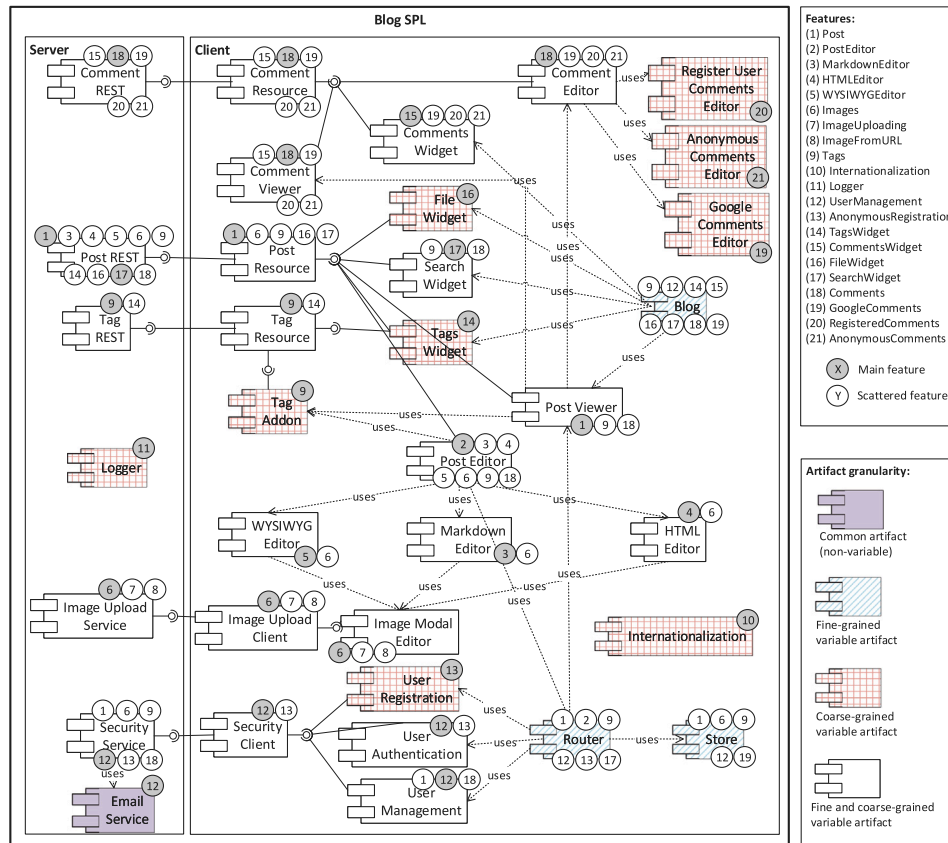 Blog SPL
Server
Client
15 18 19
Comment
REST
20 21
15 18 19
Comment
Resource
20 21
18 19 20 21
Comment
Editor
uses
Register User
Comments
Editor
20
uses
Anonymous
Comments
Editor
21
uses
Google
Comments
Editor
19
15 19 20 21
Comments
Widget
15 18 19
Comment
Viewer
20 21
uses
16
File
Widget
uses
uses
1 3 4 5 6 9
Post REST
14 16 17 18
1 6 9 16 17
Post
Resource
9 17 18
Search
Widget
uses
9 12 14 15
Blog
16 17 18 19
9 14
Tag
REST
9 14
Tag
Resource
14
Tags
Widget
uses
uses
9
Tag
Addon
uses
uses
Post Viewer
1 9 18
11
Logger
2 3 4
Post Editor
5 6 9 18
uses
uses
uses
WYSIWYG
Editor
5 6
Markdown
Editor
3 6
4 6
HTML
Editor
uses
uses
uses
uses
uses
6 7 8
Image Upload
Service
6 7 8
Image Upload
Client
Image Modal
Editor
6 7 8
10
Internationalization
13
User
Registration
uses
1 6 9
Security
Service
12 13 18
uses
12
Email
Service
12 13
Security
Client
12 13
User
Authentication
uses
1 12 18
User
Management
uses
1 2 9
Router
12 13 17
uses
1 6 9
Store
12 19
Features:
(1) Post
(2) PostEditor
(3) MarkdownEditor
(4) HTMLEditor
(5) WYSIWYGEditor
(6) Images
(7) ImageUploading
(8) ImageFromURL
(9) Tags
(10) Internationalization
(11) Logger
(12) UserManagement
(13) AnonymousRegistration
(14) TagsWidget
(15) CommentsWidget
(16) FileWidget
(17) SearchWidget
(18) Comments
(19) GoogleComments
(20) RegisteredComments
(21) AnonymousComments
X Main feature
Y Scattered feature
Artifact granularity:
Common artifact
(non-variable)
Fine-grained
variable artifact
Coarse-grained
variable artifact
Fine and coarse-grained
variable artifact